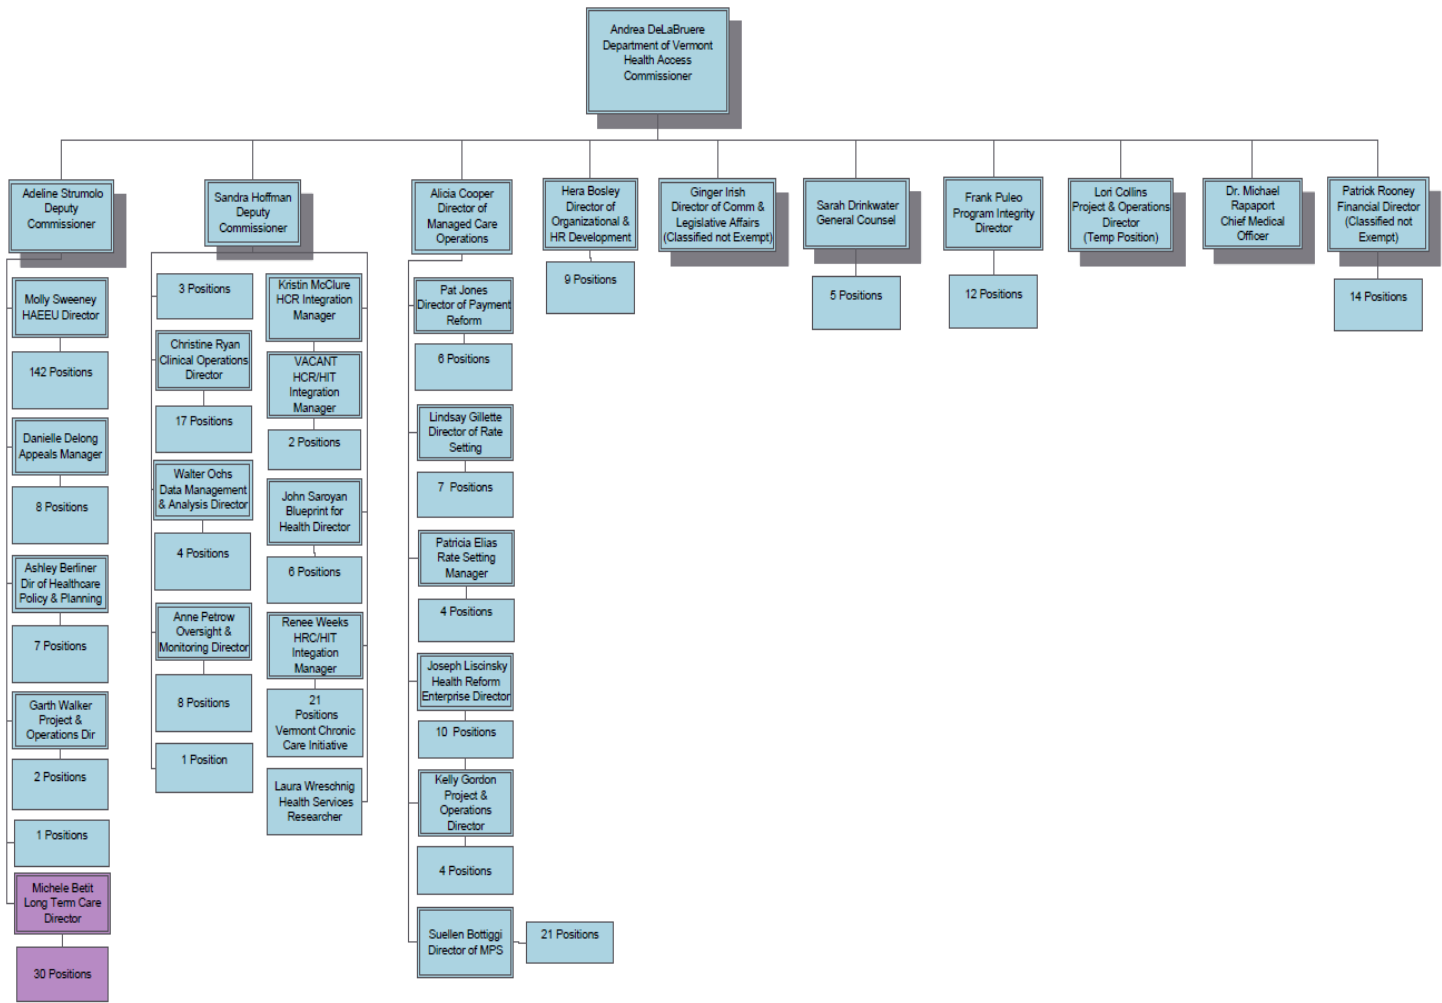 Andrea DeLaBruere
Department of Vermont
Health Access
Commissioner
Adeline Strumolo
Deputy
Commissioner
Molly Sweeney
HAEEU Director
142 Positions
Danielle Delong
Appeals Manager
8 Positions
Ashley Berliner
Dir of Healthcare
Policy & Planning
7 Positions
Garth Walker
Project &
Operations Dir
2 Positions
1 Positions
Michele Betit
Long Term Care
Director
30 Positions
Sandra Hoffman
Deputy
Commissioner
3 Positions
Christine Ryan
Clinical Operations
Director
17 Positions
Walter Ochs
Data Management
& Analysis Director
4 Positions
Anne Petrow
Oversight &
Monitoring Director
8 Positions
1 Position
Kristin McClure
HCR Integration
Manager
VACANT
HCR/HIT
Integration
Manager
2 Positions
John Saroyan
Blueprint for
Health Director
6 Positions
Renee Weeks
HRC/HIT
Integation
Manager
21
Positions
Vermont Chronic
Care Initiative
Laura Wreschnig
Health Services
Researcher
Alicia Cooper
Director of
Managed Care
Operations
Pat Jones
Director of Payment
Reform
6 Positions
Lindsay Gillette
Director of Rate
Setting
7 Positions
Patricia Elias
Rate Setting
Manager
4 Positions
Joseph Liscinsky
Health Reform
Enterprise Director
10 Positions
Kelly Gordon
Project &
Operations
Director
4 Positions
Suellen Bottiggi
Director of MPS
21 Positions
Hera Bosley
Director of
Organizational &
HR Development
9 Positions
Ginger Irish
Director of Comm &
Legislative Affairs
(Classified not Exempt)
Sarah Drinkwater
General Counsel
5 Positions
Frank Puleo
Program Integrity
Director
12 Positions
Lori Collins
Project & Operations
Director
(Temp Position)
Dr. Michael
Rapaport
Chief Medical
Officer
Patrick Rooney
Financial Director
(Classified not
Exempt)
14 Positions